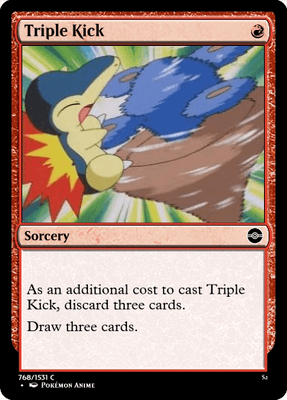 Triple Kick
Sorcery
As an additional cost to cast Triple
Kick, discard three cards.
Draw three cards.
768/1531 C
• Pokémon Anime